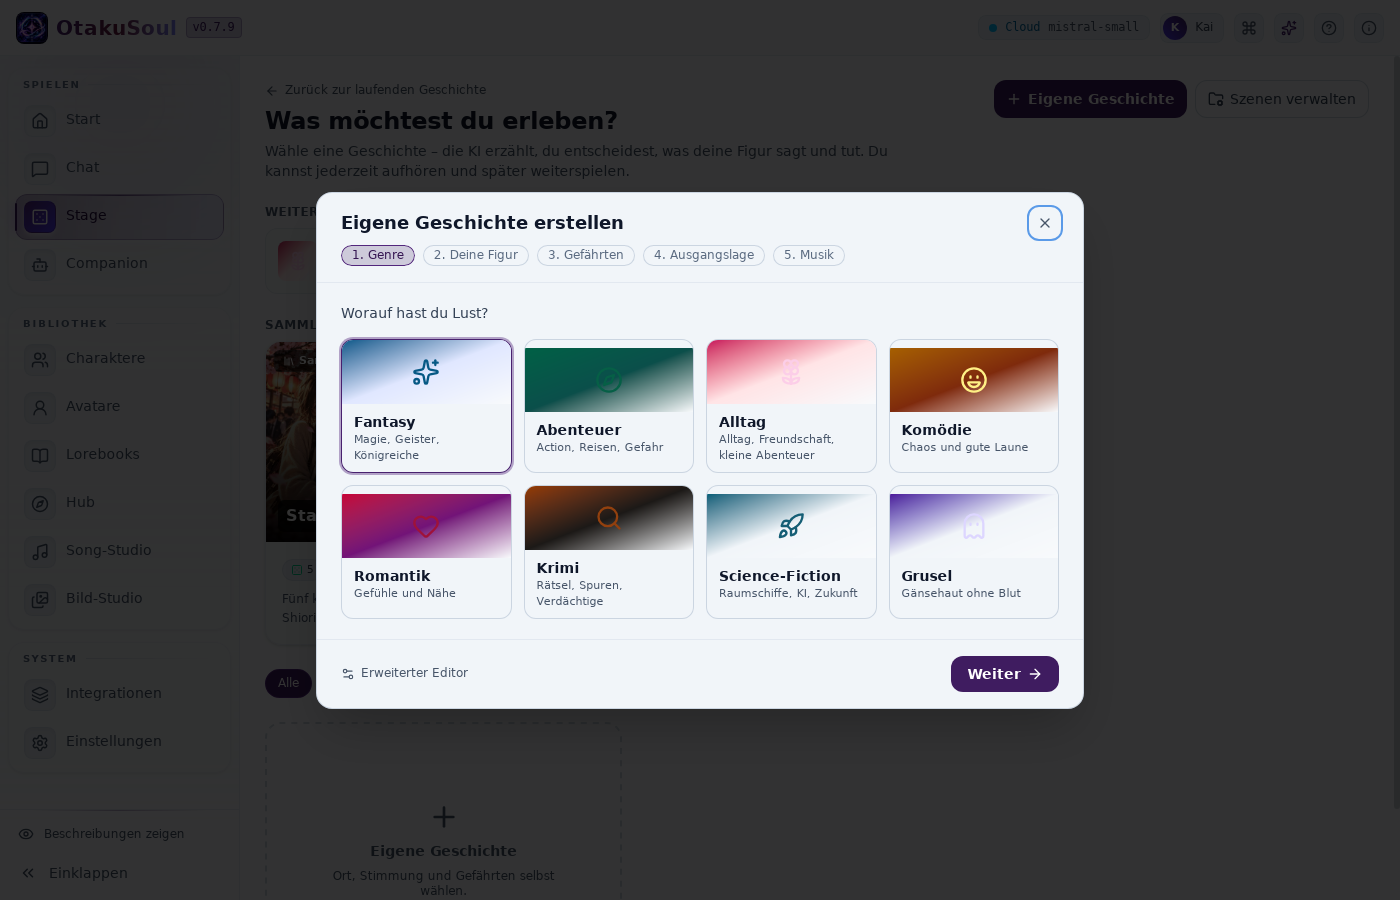 OtakuSoul
v0.7.9
Cloud mistral-small
K
Kai
SPIELEN
Start
Chat
Stage
Companion
BIBLIOTHEK
Charaktere
Avatare
Lorebooks
Hub
Song-Studio
Bild-Studio
SYSTEM
Integrationen
Einstellungen
Beschreibungen zeigen
Einklappen
Zurück zur laufenden Geschichte
Was möchtest du erleben?
Wähle eine Geschichte – die KI erzählt, du entscheidest, was deine Figur sagt und tut. Du
kannst jederzeit aufhören und später weiterspielen.
Eigene Geschichte
Szenen verwalten
Eigene Geschichte erstellen
1. Genre
2. Deine Figur
3. Gefährten
4. Ausgangslage
5. Musik
Worauf hast du Lust?
Fantasy
Magie, Geister,
Königreiche
Abenteuer
Action, Reisen, Gefahr
Alltag
Alltag, Freundschaft,
kleine Abenteuer
Komödie
Chaos und gute Laune
Romantik
Gefühle und Nähe
Krimi
Rätsel, Spuren,
Verdächtige
Science-Fiction
Raumschiffe, KI, Zukunft
Grusel
Gänsehaut ohne Blut
Erweiterter Editor
Weiter
5
Fünf
Alle
Eigene Geschichte
Ort, Stimmung und Gefährten selbst
wählen.